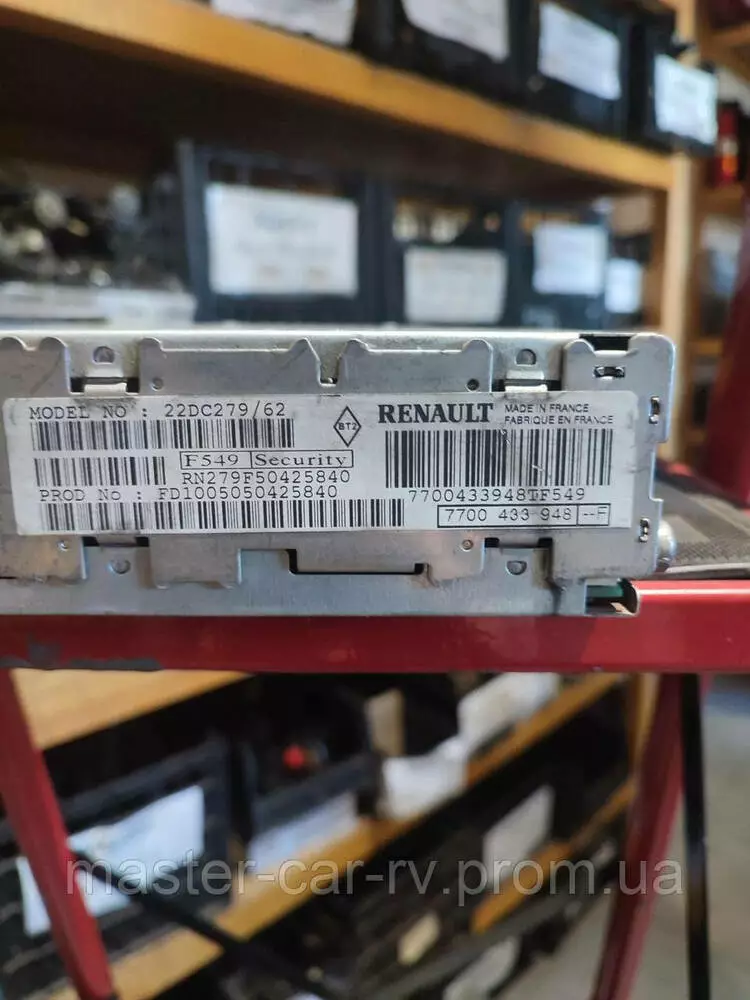 MODEL NO : 22DC279/62
BT2
RENAULT
MADE IN FRANCE
FABRIQUE EN FRANCE
F549 Security
RN279F50425840
PROD No : FD1005050425840
7700433948TF549
7700 433 948 --F
master-car-rv.prom.ua